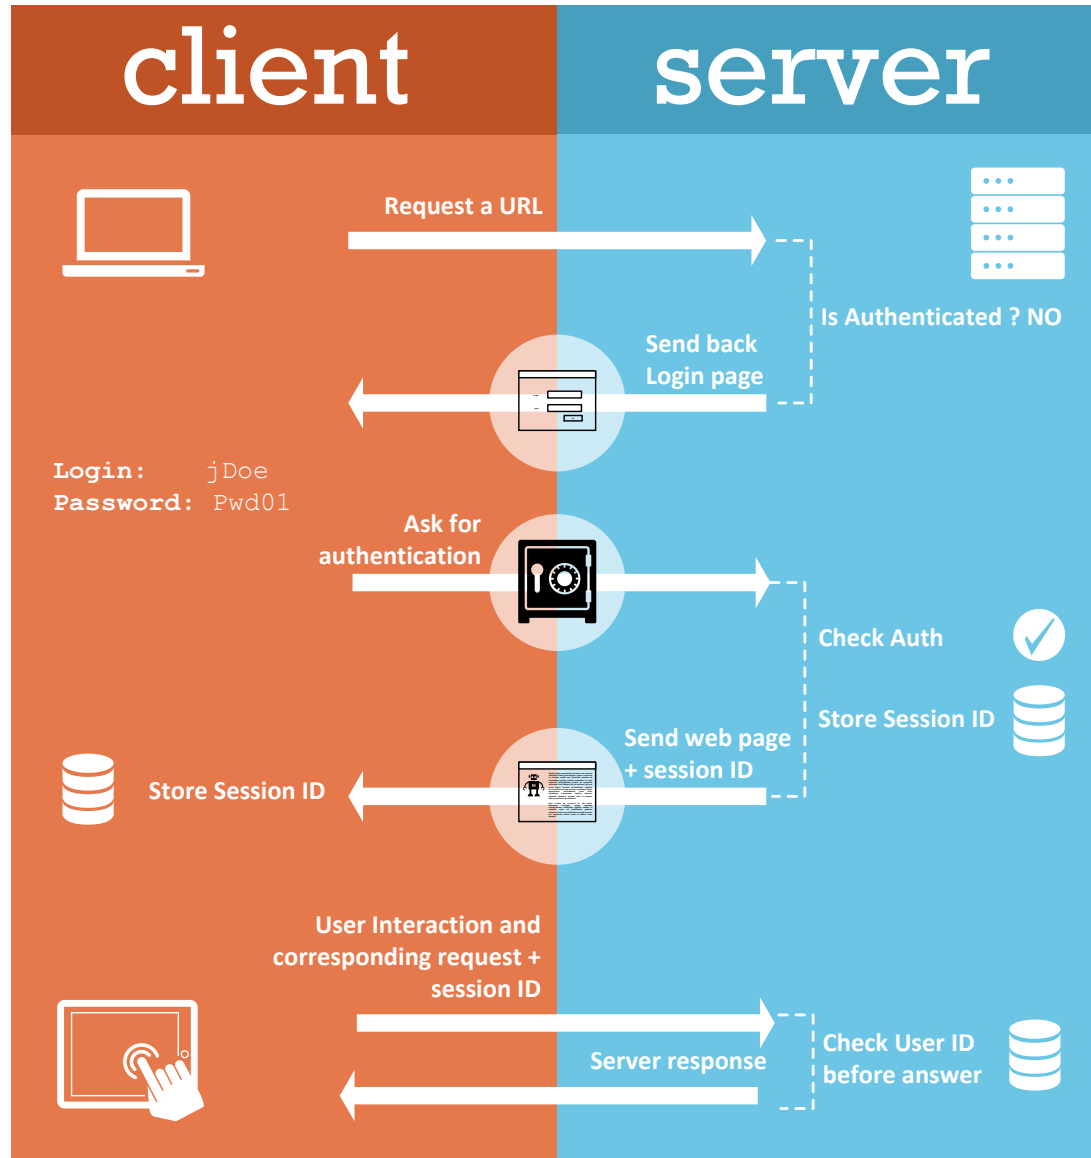 client
server
Request a URL
Is Authenticated ? NO
Send back
Login page
Login: jDoe
Password: Pwd01
Ask for
authentication
Check Auth
Store Session ID
Send web page
+ session ID
Store Session ID
User Interaction and
corresponding request +
session ID
Check User ID
before answer
Server response